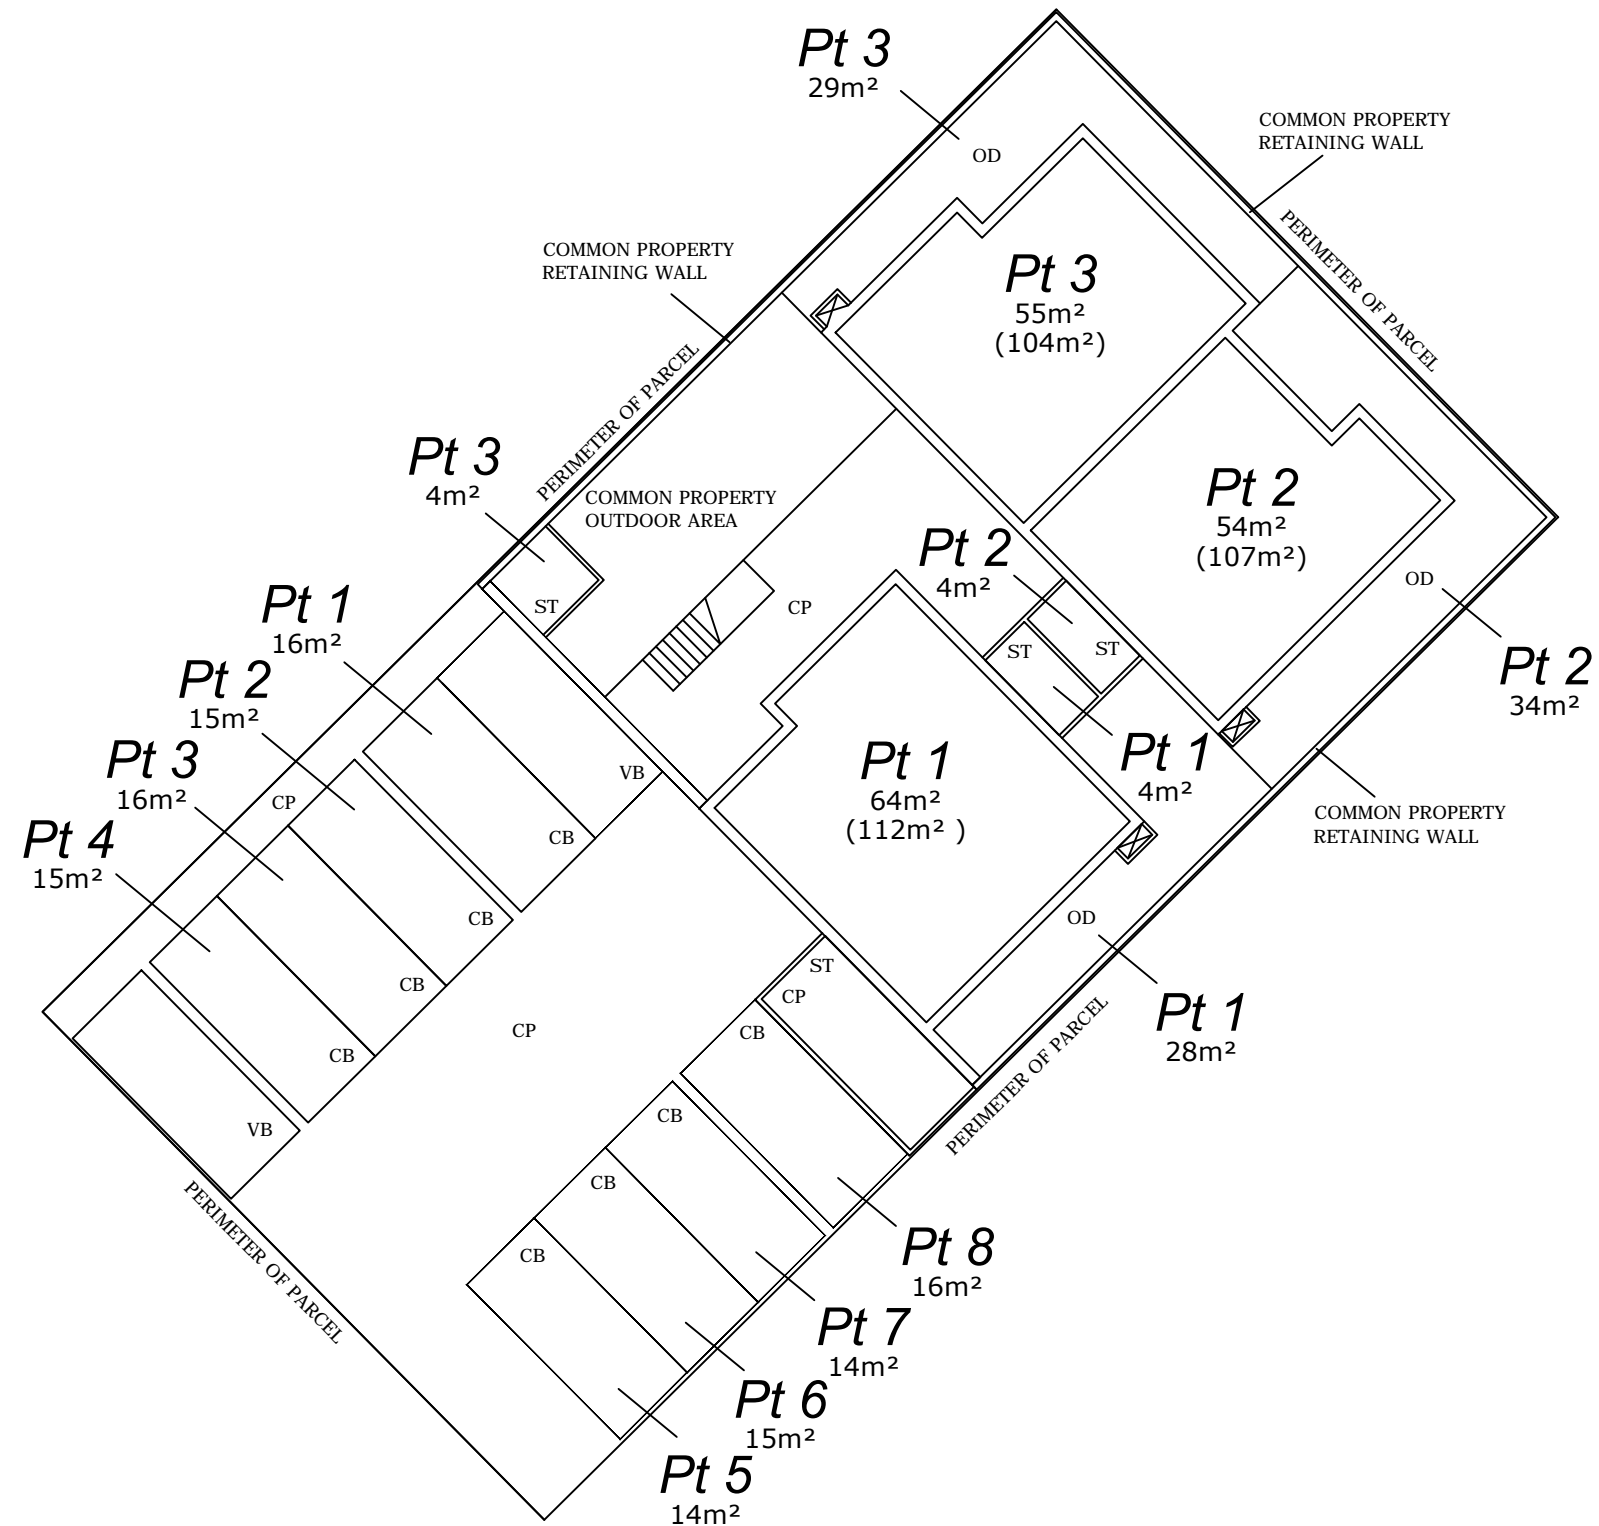 Pt 3
29m²
OD
COMMON PROPERTY
RETAINING WALL
PERIMETER OF PARCEL
COMMON PROPERTY
RETAINING WALL
Pt 3
55m²
(104m²)
PERIMETER OF PARCEL
Pt 3
4m²
COMMON PROPERTY
OUTDOOR AREA
Pt 2
54m²
(107m²)
OD
Pt 2
4m²
ST
ST
CP
ST
Pt 1
16m²
Pt 2
15m²
Pt 2
34m²
Pt 1
4m²
Pt 1
64m²
(112m² )
VB
CP
Pt 3
16m²
CB
COMMON PROPERTY
RETAINING WALL
Pt 4
15m²
CB
OD
ST
CP
CB
CP
CB
CB
Pt 1
28m²
PERIMETER OF PARCEL
VB
CB
CB
CB
PERIMETER OF PARCEL
Pt 8
16m²
Pt 7
14m²
Pt 6
15m²
Pt 5
14m²